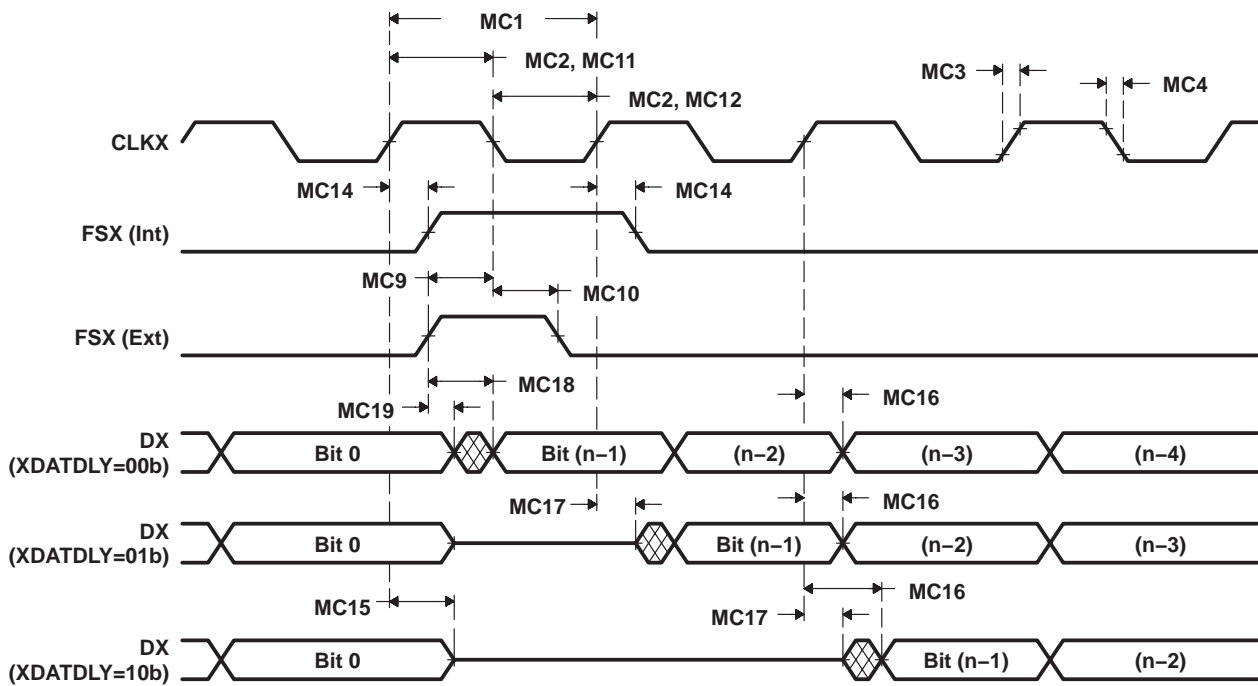 MC1
MC2, MC11
MC3
MC4
MC2, MC12
CLKX
MC14
MC14
FSX (Int)
MC9
MC10
FSX (Ext)
MC18
MC19
MC16
DX
(XDATDLY=00b)
Bit 0
Bit (n−1)
(n−2)
(n−3)
(n−4)
MC17
MC16
DX
(XDATDLY=01b)
Bit 0
Bit (n−1)
(n−2)
(n−3)
MC15
MC17
MC16
DX
(XDATDLY=10b)
Bit 0
Bit (n−1)
(n−2)